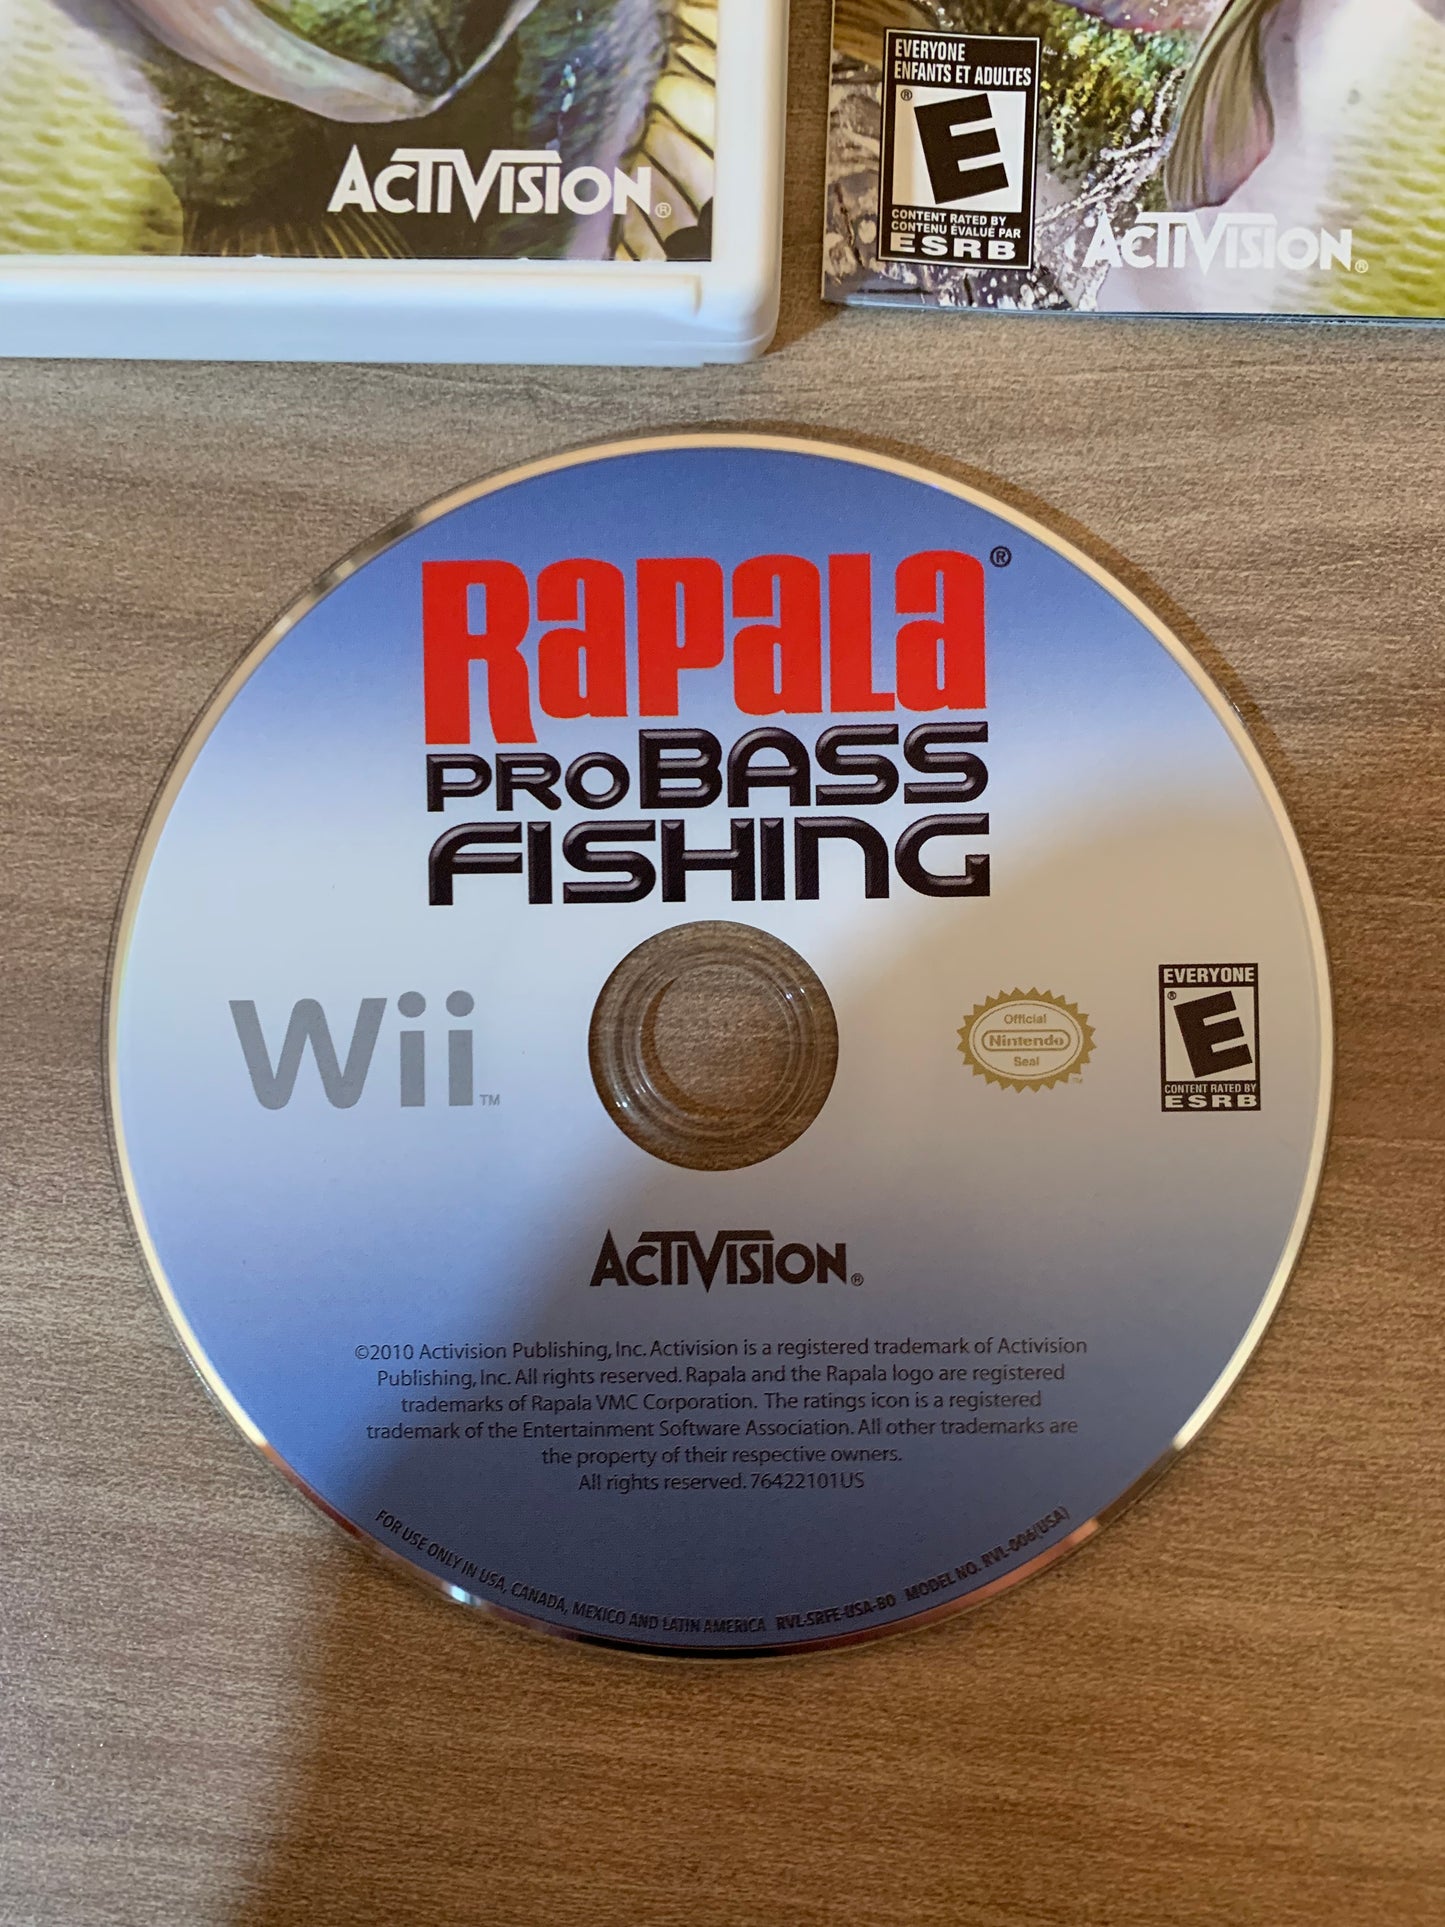 ACTIVISION®
EVERYONE
ENFANTS ET ADULTES
®
E
CONTENT RATED BY
CONTENU ÉVALUÉ PAR
ESRB
ACTIVISION®
RAPALA®
PRO BASS
FISHING
Wii™
Official
Nintendo
Seal
™
EVERYONE
®
E
CONTENT RATED BY
ESRB
ACTIVISION®
©2010 Activision Publishing, Inc. Activision is a registered trademark of Activision
Publishing, Inc. All rights reserved. Rapala and the Rapala logo are registered
trademarks of Rapala VMC Corporation. The ratings icon is a registered
trademark of the Entertainment Software Association. All other trademarks are
the property of their respective owners.
All rights reserved. 76422101US
FOR USE ONLY IN USA, CANADA, MEXICO AND LATIN AMERICA RVL-SRFE-USA-B0 MODEL NO. RVL-006(USA)